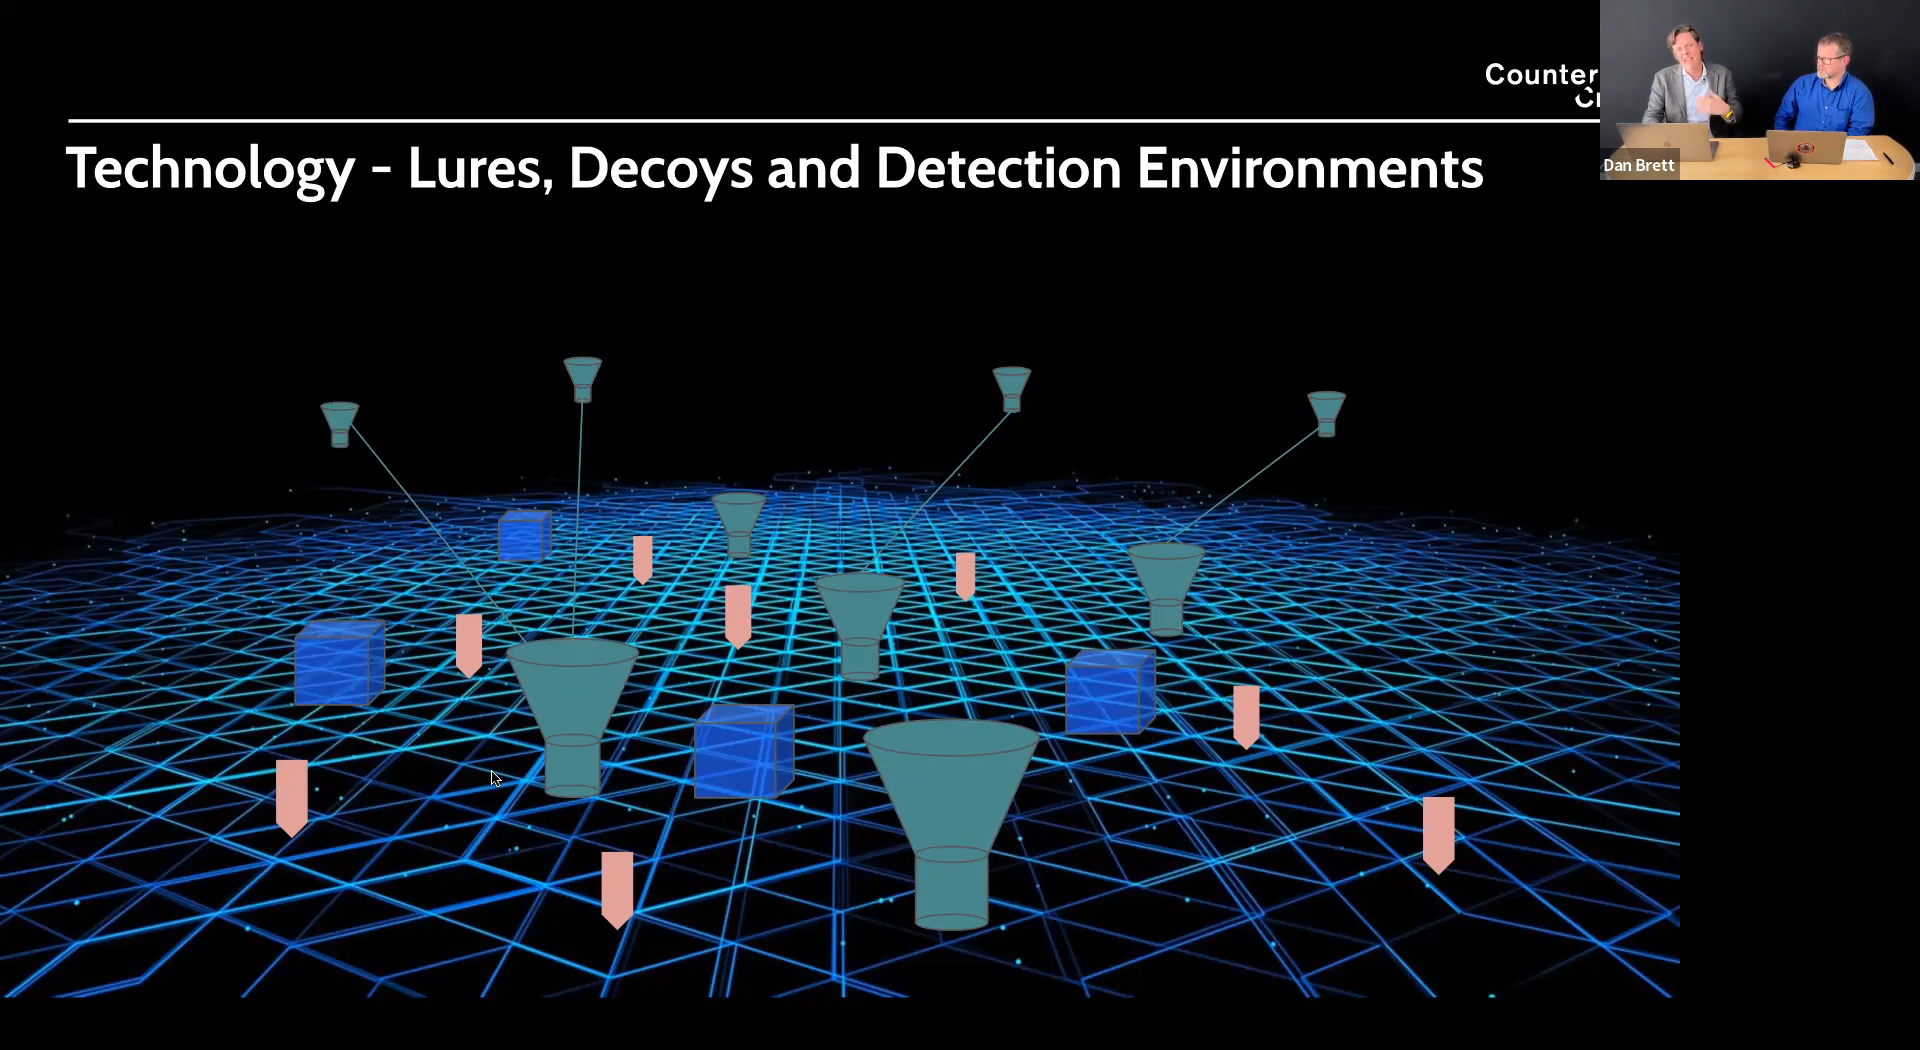 Counter
Technology - Lures, Decoys and Detection Environments
Dan Brett